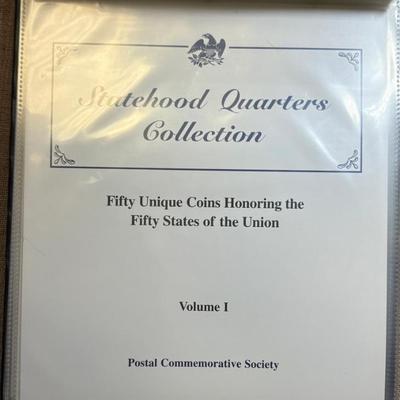 Statehood Quarters
Collection
Fifty Unique Coins Honoring the
Fifty States of the Union
Volume I
Postal Commemorative Society